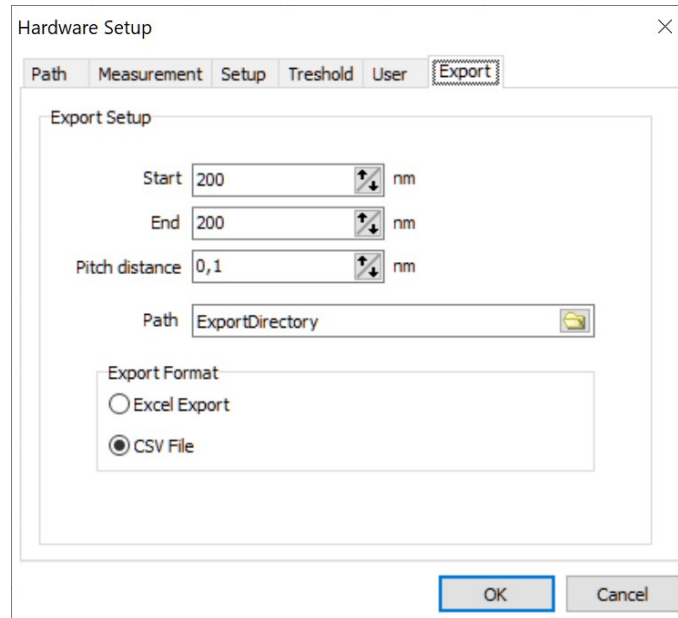 Hardware Setup
Path Measurement Setup Treshold User Export
Export Setup
Start 200 nm
End 200 nm
Pitch distance 0,1 nm
Path ExportDirectory
Export Format
Excel Export
CSV File
OK Cancel